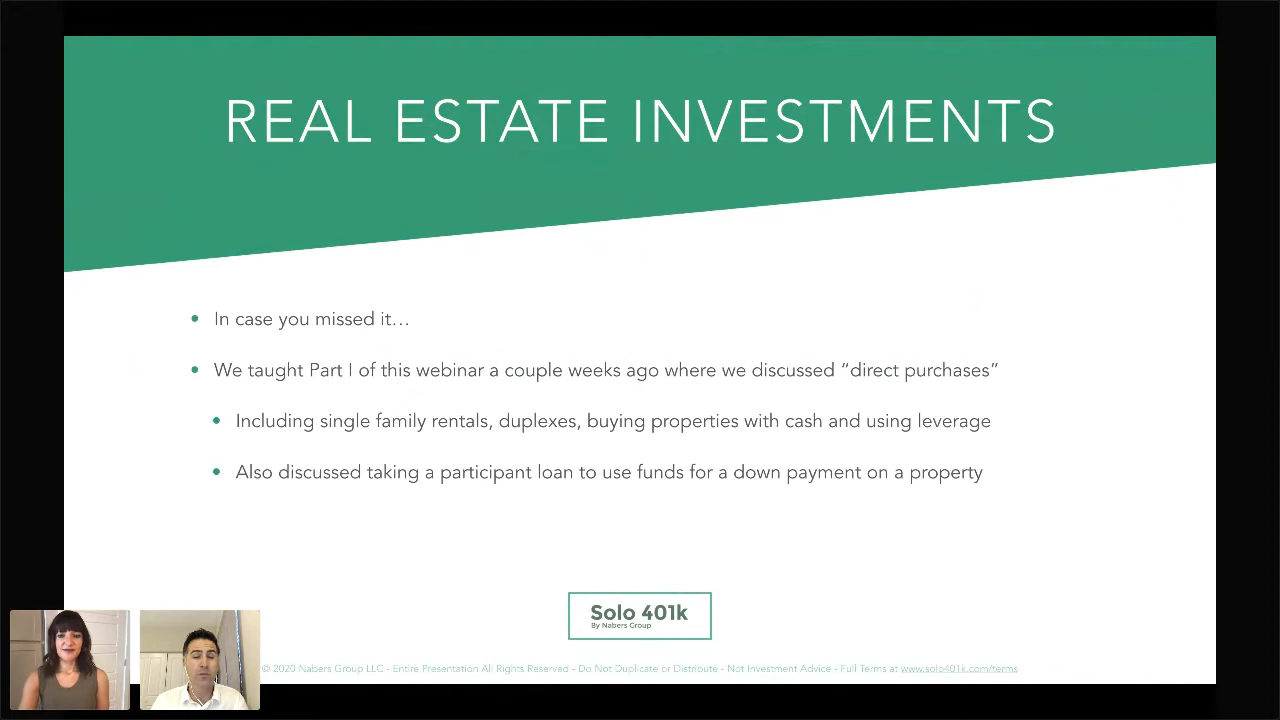 REAL ESTATE INVESTMENTS
In case you missed it…
We taught Part I of this webinar a couple weeks ago where we discussed “direct purchases”
Including single family rentals, duplexes, buying properties with cash and using leverage
Also discussed taking a participant loan to use funds for a down payment on a property
Solo 401k
By Nabers Group
© 2020 Nabers Group LLC - Entire Presentation All Rights Reserved - Do Not Duplicate or Distribute - Not Investment Advice - Full Terms at www.solo401k.com/terms